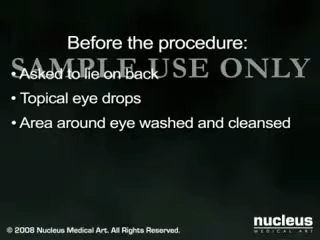 Before the procedure:
SAMPLE USE ONLY
• Asked to lie on back
• Topical eye drops
• Area around eye washed and cleansed
nucleus
MEDICAL ART
© 2008 Nucleus Medical Art. All Rights Reserved.